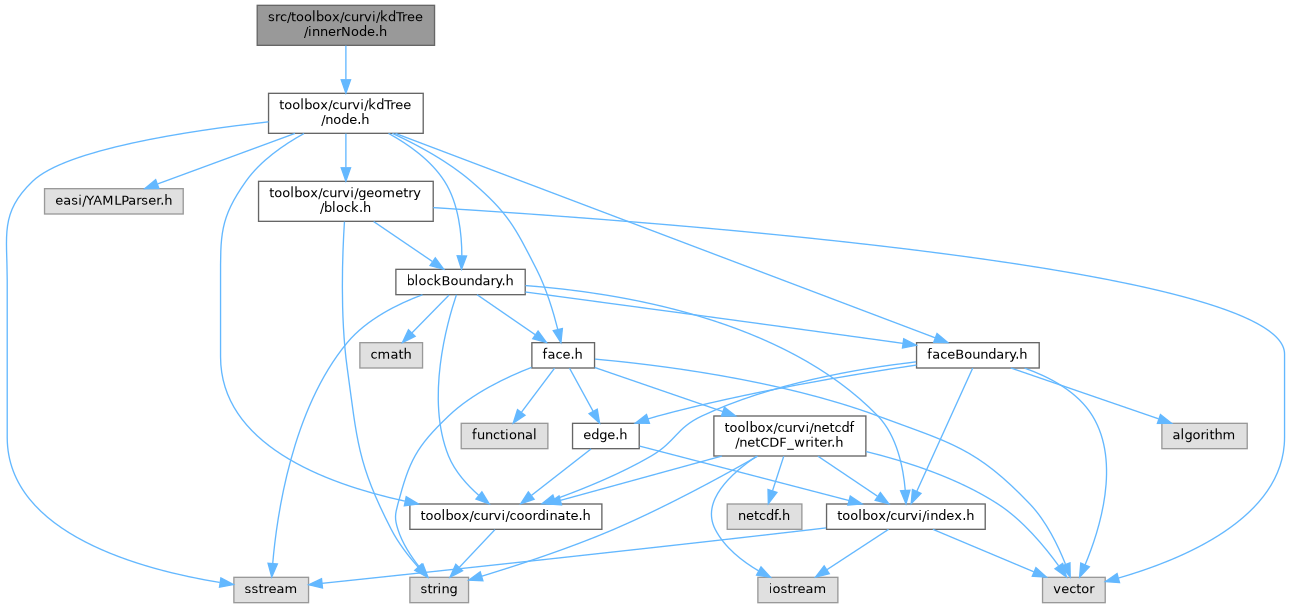 src/toolbox/curvi/kdTree
/innerNode.h
toolbox/curvi/kdTree
/node.h
easi/YAMLParser.h
toolbox/curvi/geometry
/block.h
blockBoundary.h
cmath
face.h
faceBoundary.h
functional
edge.h
toolbox/curvi/netcdf
/netCDF_writer.h
algorithm
toolbox/curvi/coordinate.h
netcdf.h
toolbox/curvi/index.h
sstream
string
iostream
vector